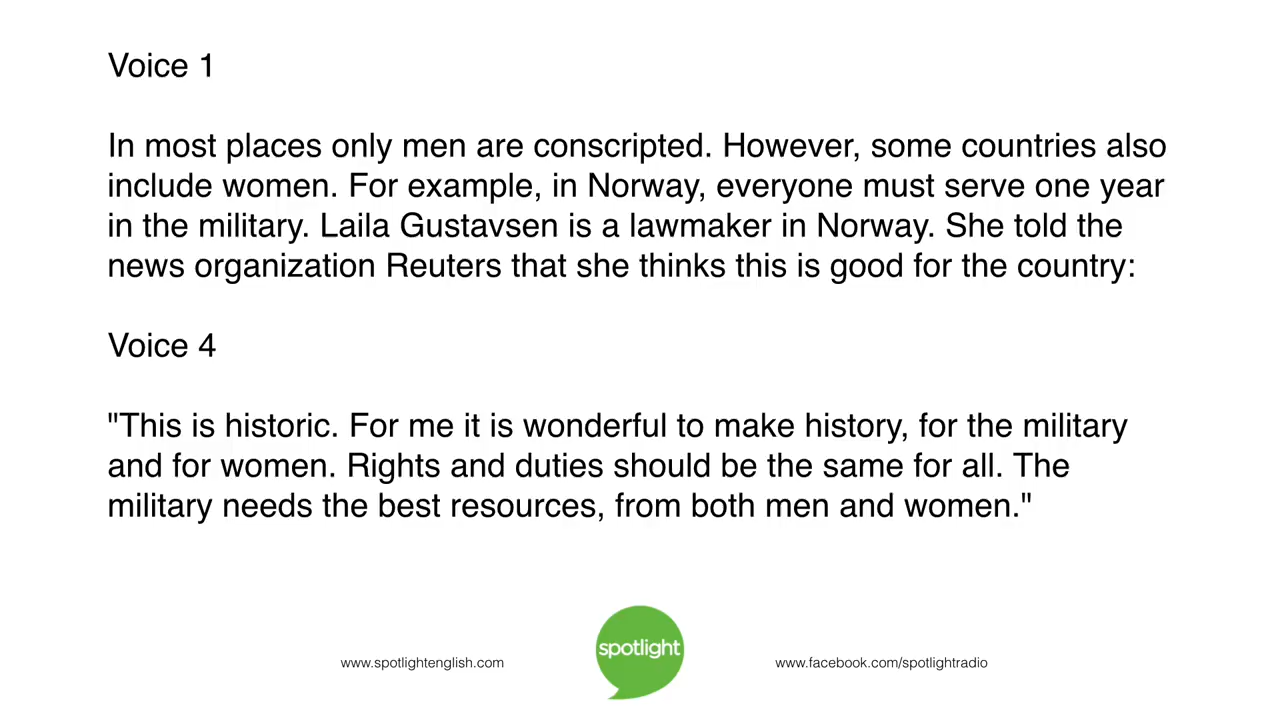 Voice 1
In most places only men are conscripted. However, some countries also
include women. For example, in Norway, everyone must serve one year
in the military. Laila Gustavsen is a lawmaker in Norway. She told the
news organization Reuters that she thinks this is good for the country:
Voice 4
"This is historic. For me it is wonderful to make history, for the military
and for women. Rights and duties should be the same for all. The
military needs the best resources, from both men and women."
www.spotlightenglish.com
spotlight
www.facebook.com/spotlightradio